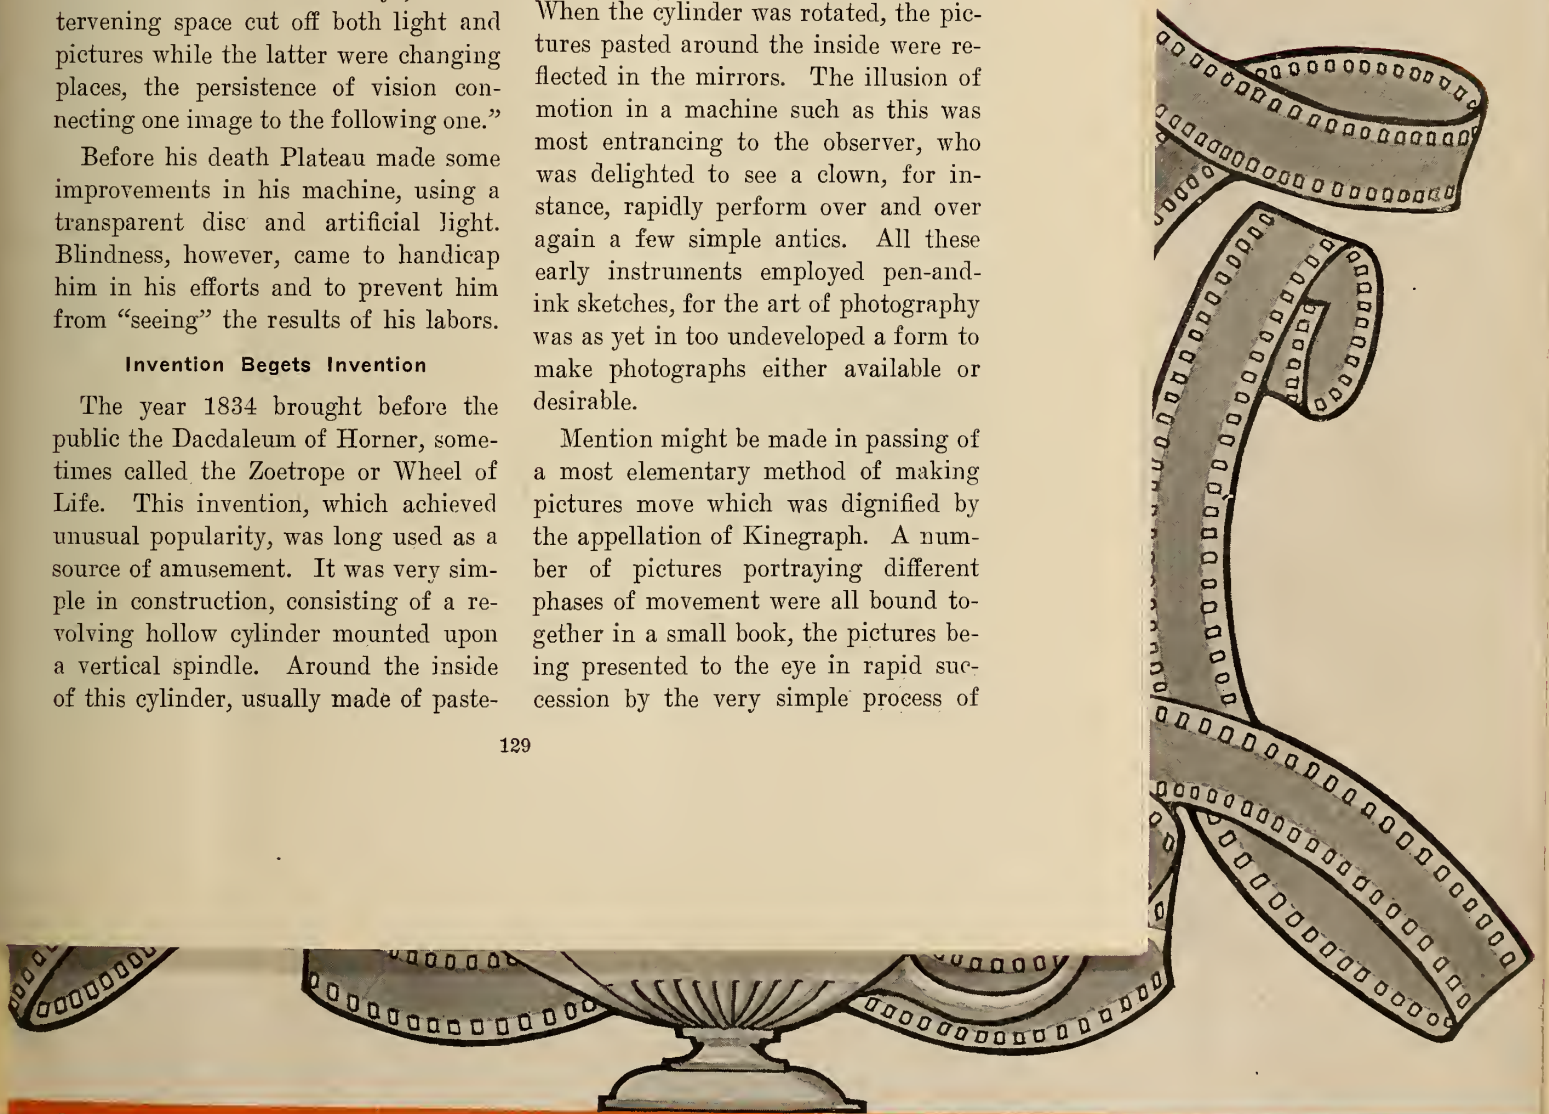 tervening space cut off both light and
pictures while the latter were changing
places, the persistence of vision con-
necting one image to the following one.”
Before his death Plateau made some
improvements in his machine, using a
transparent disc and artificial light.
Blindness, however, came to handicap
him in his efforts and to prevent him
from “seeing” the results of his labors.
Invention Begets Invention
The year 1834 brought before the
public the Dacdaleum of Horner, some-
times called the Zoetrope or Wheel of
Life. This invention, which achieved
unusual popularity, was long used as a
source of amusement. It was very sim-
ple in construction, consisting of a re-
volving hollow cylinder mounted upon
a vertical spindle. Around the inside
of this cylinder, usually made of paste-
When the cylinder was rotated, the pic-
tures pasted around the inside were re-
flected in the mirrors. The illusion of
motion in a machine such as this was
most entrancing to the observer, who
was delighted to see a clown, for in-
stance, rapidly perform over and over
again a few simple antics. All these
early instruments employed pen-and-
ink sketches, for the art of photography
was as yet in too undeveloped a form to
make photographs either available or
desirable.
Mention might be made in passing of
a most elementary method of making
pictures move which was dignified by
the appellation of Kinegraph. A num-
ber of pictures portraying different
phases of movement were all bound to-
gether in a small book, the pictures be-
ing presented to the eye in rapid suc-
cession by the very simple process of
129